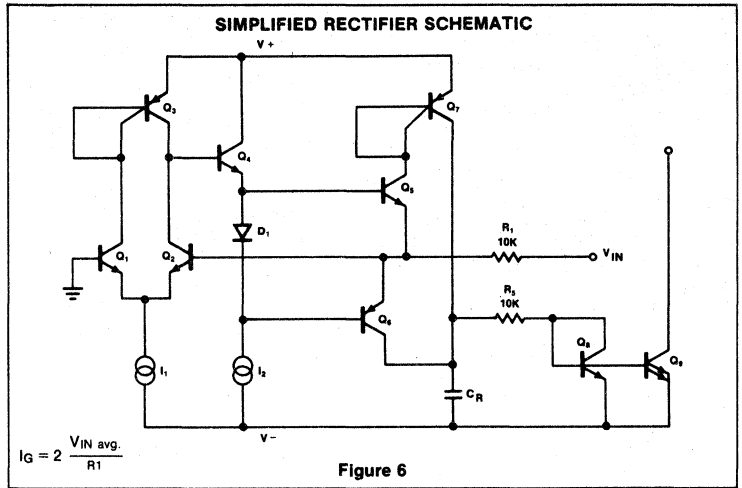 SIMPLIFIED RECTIFIER SCHEMATIC
V+
Q3
Q7
Q4
Q5
D1
R1
10K
VIN
Q1
Q2
R5
10K
Q6
Q8
Q9
I1
I2
CR
V-
IG = 2 VIN avg. / R1
Figure 6